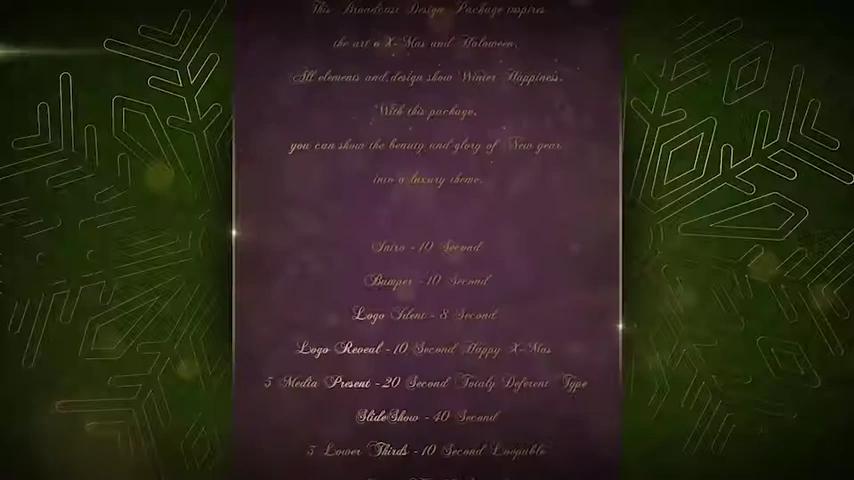 This Broadcast Design Package inspires
the art o X-Mas and Haloween.
All elements and design show Winter Happiness.
With this package,
you can show the beauty and glory of New year
into a luxury theme.
Intro - 10 Second
Bumper - 10 Second
Logo Ident - 8 Second
Logo Reveal - 10 Second Happy X-Mas
Media Present - 20 Second Totaly Deferent Type
SlideShow - 40 Second
Lower Thirds - 10 Second Loopable